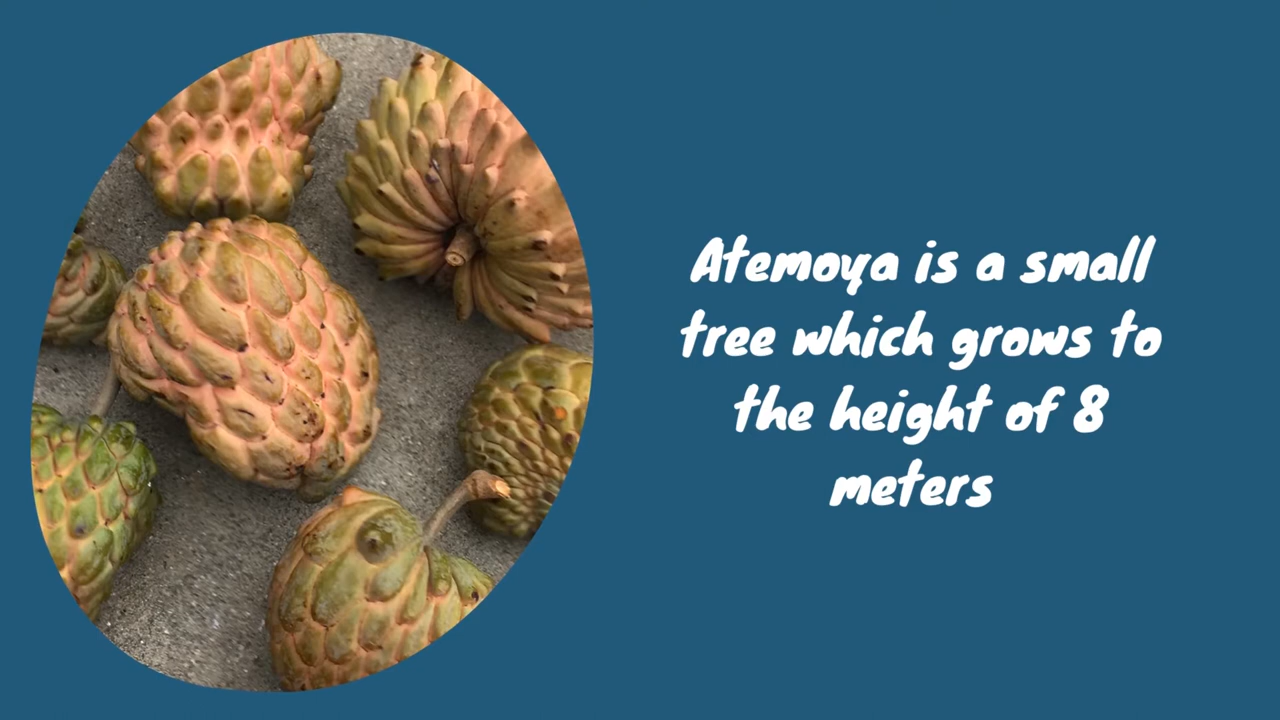 Atemoya is a small
tree which grows to
the height of 8
meters